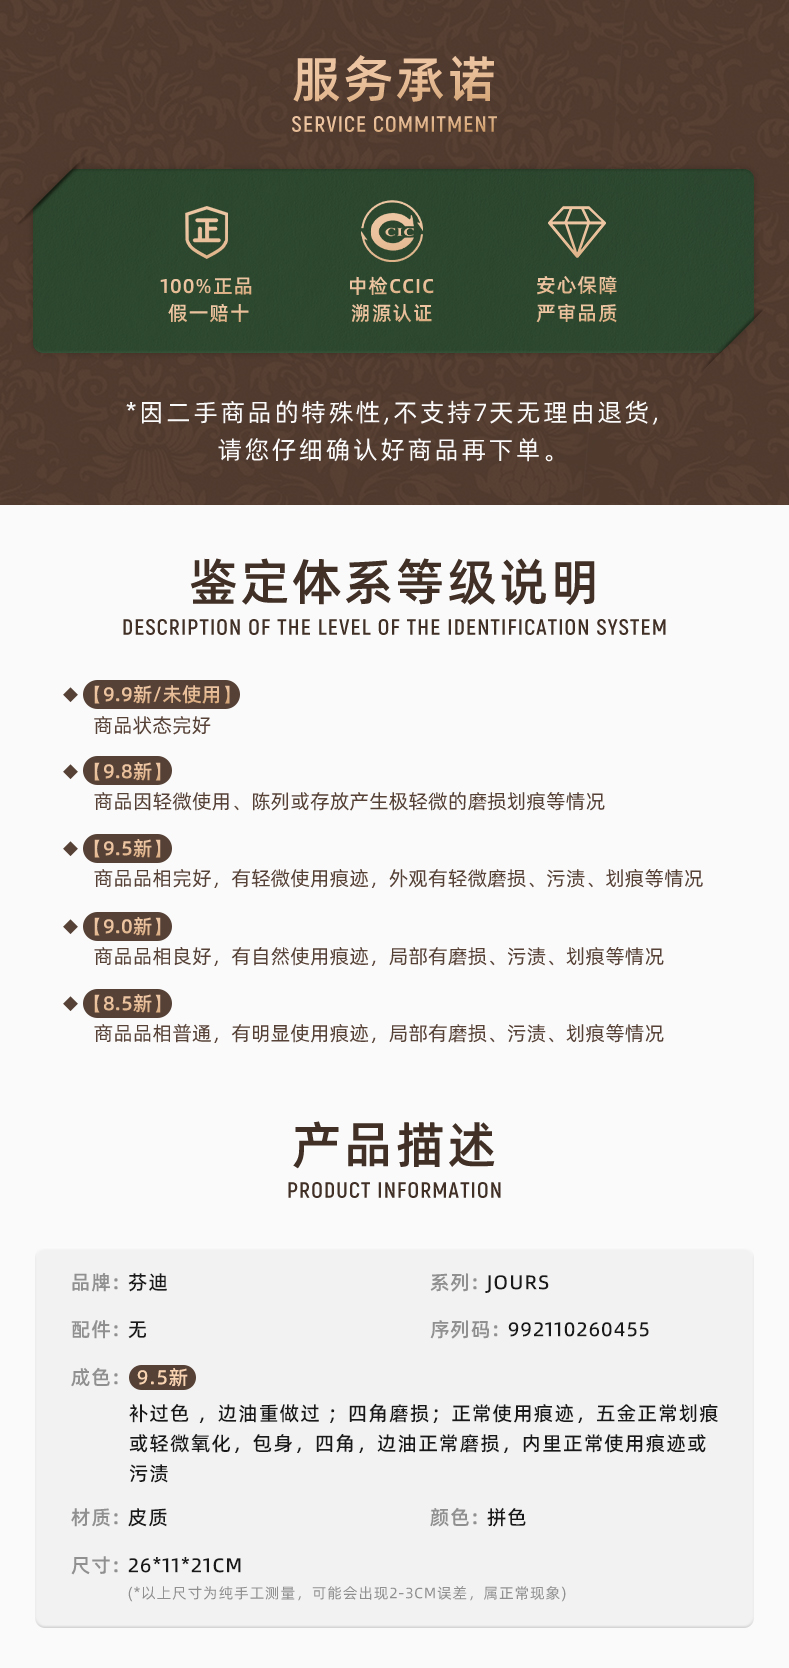 服务承诺
SERVICE COMMITMENT
正
CCIC
100%正品
假一赔十
中检CCIC
溯源认证
安心保障
严审品质
*因二手商品的特殊性,不支持7天无理由退货,
请您仔细确认好商品再下单。
鉴定体系等级说明
DESCRIPTION OF THE LEVEL OF THE IDENTIFICATION SYSTEM
◆【9.9新/未使用】
商品状态完好
◆【9.8新】
商品因轻微使用、陈列或存放产生极轻微的磨损划痕等情况
◆【9.5新】
商品品相完好，有轻微使用痕迹，外观有轻微磨损、污渍、划痕等情况
◆【9.0新】
商品品相良好，有自然使用痕迹，局部有磨损、污渍、划痕等情况
◆【8.5新】
商品品相普通，有明显使用痕迹，局部有磨损、污渍、划痕等情况
产品描述
PRODUCT INFORMATION
品牌：芬迪
系列：JOURS
配件：无
序列码：992110260455
成色：9.5新
补过色 ，边油重做过 ；四角磨损；正常使用痕迹，五金正常划痕
或轻微氧化，包身，四角，边油正常磨损，内里正常使用痕迹或
污渍
材质：皮质
颜色：拼色
尺寸：26*11*21CM
(*以上尺寸为纯手工测量，可能会出现2-3CM误差，属正常现象)